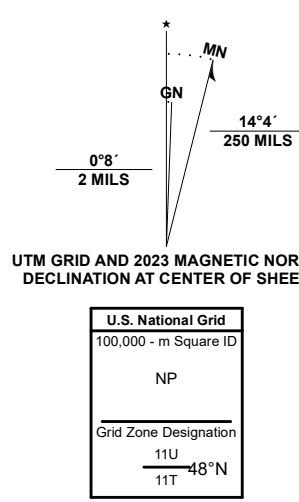 ★
MN
GN
14°4´
250 MILS
0°8´
2 MILS
UTM GRID AND 2023 MAGNETIC NOR
DECLINATION AT CENTER OF SHEE
U.S. National Grid
100,000 - m Square ID
NP
Grid Zone Designation
11U
48°N
11T